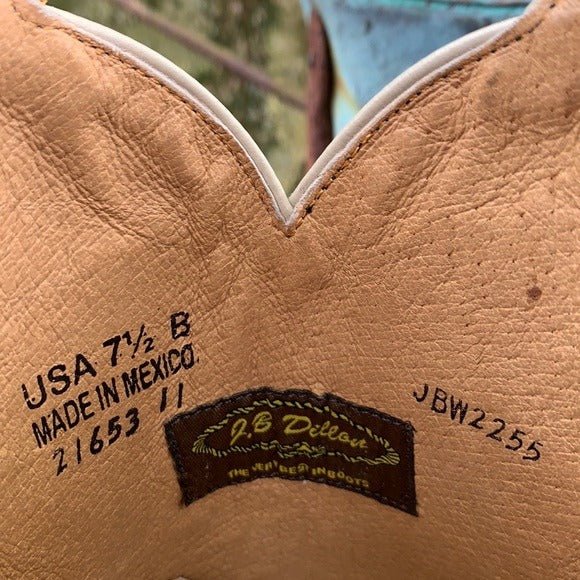 USA 7½ B
MADE IN MEXICO.
21653 11
J.B Dillon
THE VERY BEST IN BOOTS
JBW2255